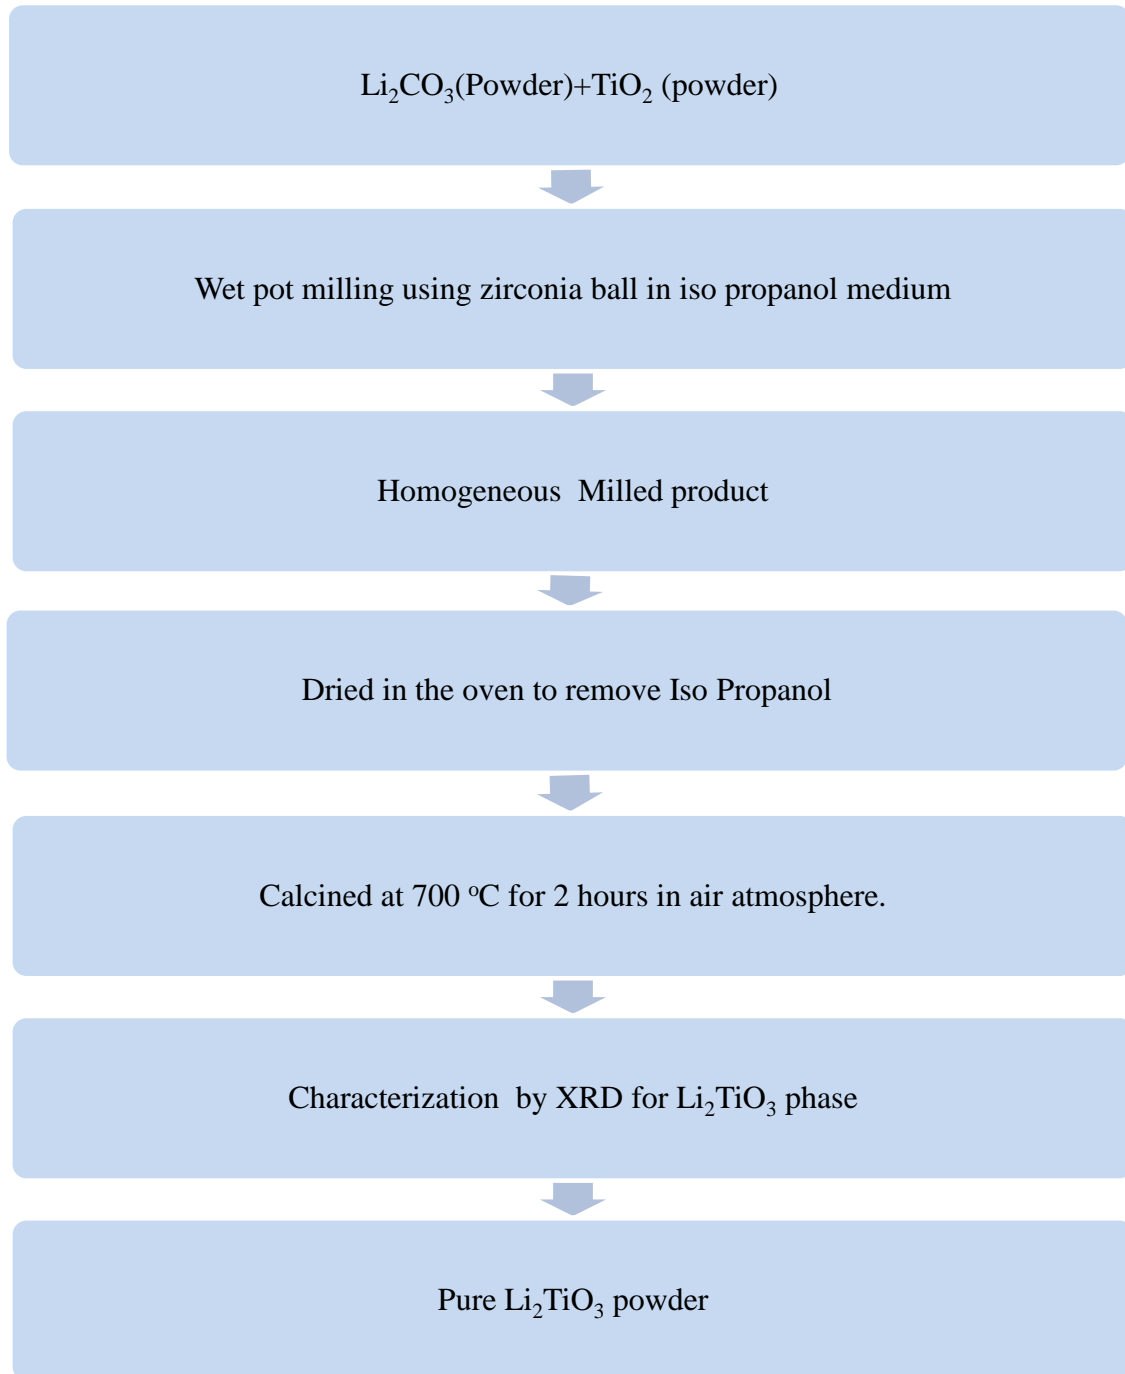 Li₂CO₃(Powder)+TiO₂ (powder)
Wet pot milling using zirconia ball in iso propanol medium
Homogeneous  Milled product
Dried in the oven to remove Iso Propanol
Calcined at 700 ᵒC for 2 hours in air atmosphere.
Characterization  by XRD for Li₂TiO₃ phase
Pure Li₂TiO₃ powder